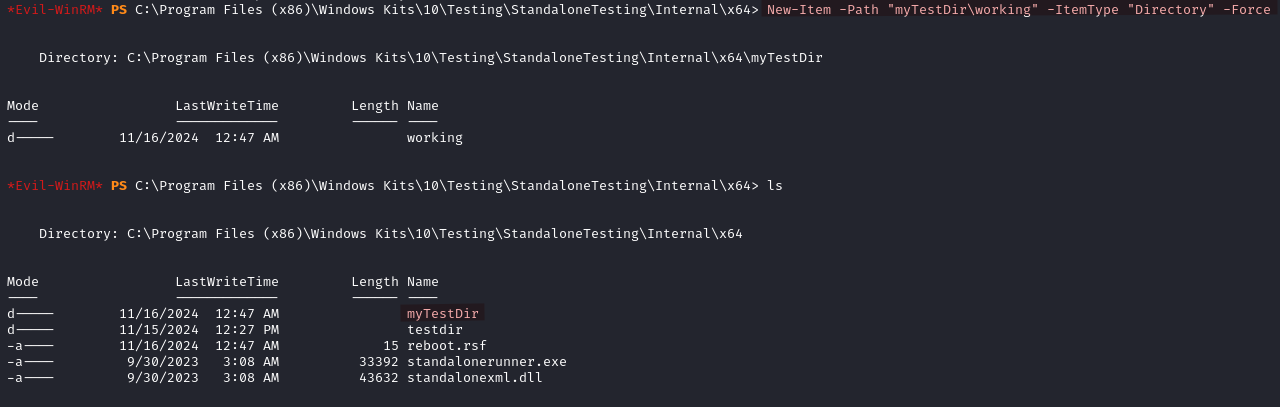 *Evil-WinRM* PS C:\Program Files (x86)\Windows Kits\10\Testing\StandaloneTesting\Internal\x64> New-Item -Path "myTestDir\working" -ItemType "Directory" -Force
Directory: C:\Program Files (x86)\Windows Kits\10\Testing\StandaloneTesting\Internal\x64\myTestDir
Mode LastWriteTime Length Name
---- ------------- ------ ----
d----- 11/16/2024 12:47 AM working
*Evil-WinRM* PS C:\Program Files (x86)\Windows Kits\10\Testing\StandaloneTesting\Internal\x64> ls
Directory: C:\Program Files (x86)\Windows Kits\10\Testing\StandaloneTesting\Internal\x64
Mode LastWriteTime Length Name
---- ------------- ------ ----
d----- 11/16/2024 12:47 AM myTestDir
d----- 11/15/2024 12:27 PM testdir
-a---- 11/16/2024 12:47 AM 15 reboot.rsf
-a---- 9/30/2023 3:08 AM 33392 standalonerunner.exe
-a---- 9/30/2023 3:08 AM 43632 standalonexml.dll